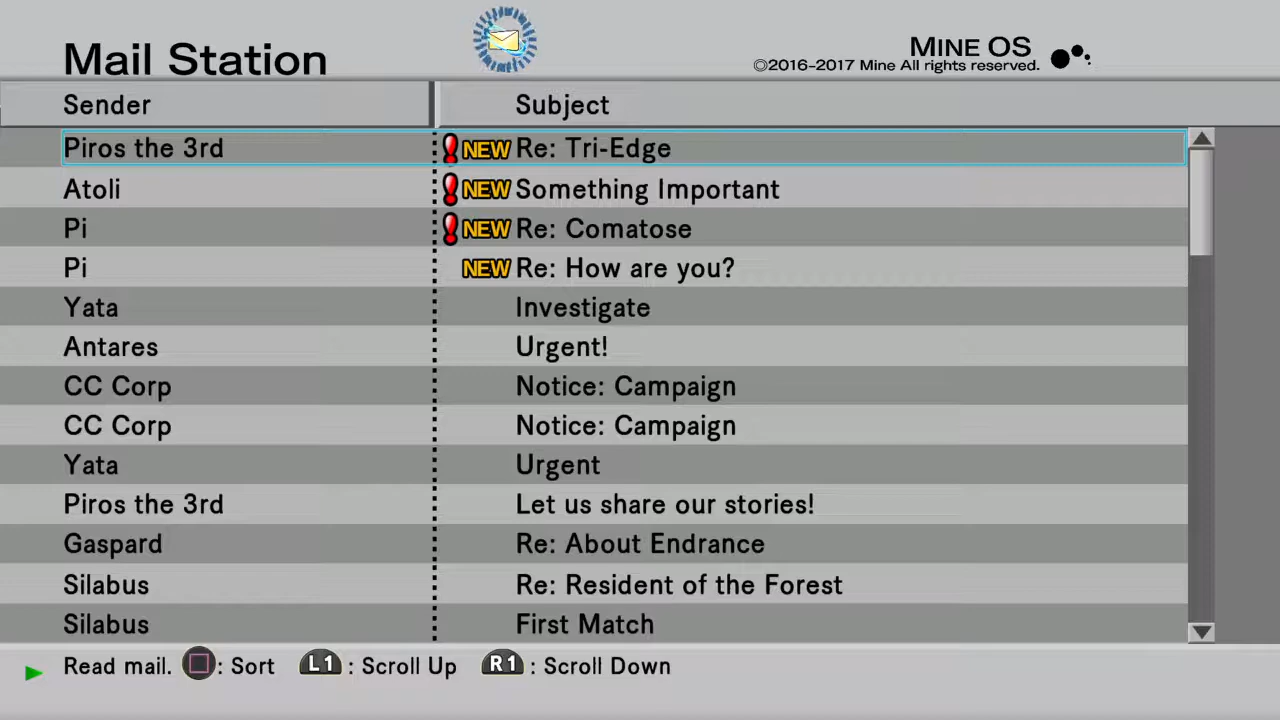 Mail Station
MINE OS
©2016-2017 Mine All rights reserved.
Sender Subject
Piros the 3rd NEW Re: Tri-Edge
Atoli NEW Something Important
Pi NEW Re: Comatose
Pi NEW Re: How are you?
Yata Investigate
Antares Urgent!
CC Corp Notice: Campaign
CC Corp Notice: Campaign
Yata Urgent
Piros the 3rd Let us share our stories!
Gaspard Re: About Endrance
Silabus Re: Resident of the Forest
Silabus First Match
Read mail. : Sort L1 : Scroll Up R1 : Scroll Down